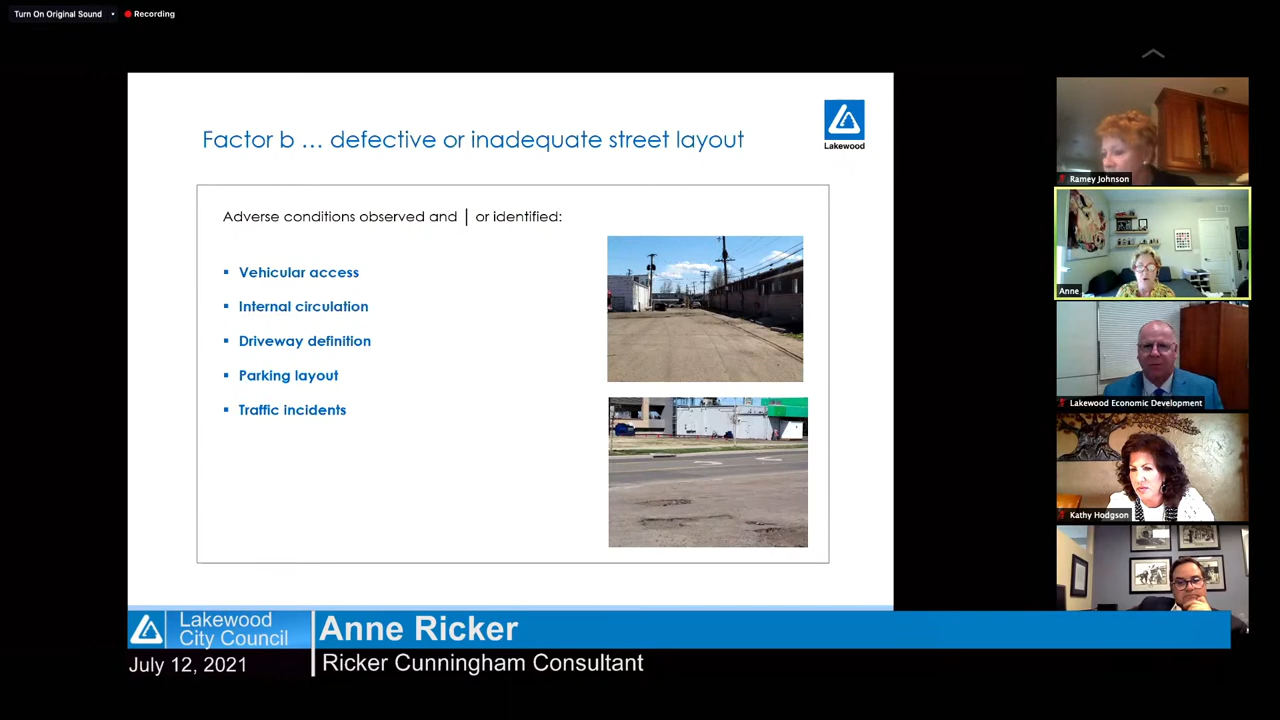 Turn On Original Sound
Recording
Factor b ... defective or inadequate street layout
Lakewood
Adverse conditions observed and | or identified:
▪ Vehicular access
▪ Internal circulation
▪ Driveway definition
▪ Parking layout
▪ Traffic incidents
Ramey Johnson
Anne
Lakewood Economic Development
Kathy Hodgson
Lakewood
City Council
Anne Ricker
July 12, 2021
Ricker Cunningham Consultant